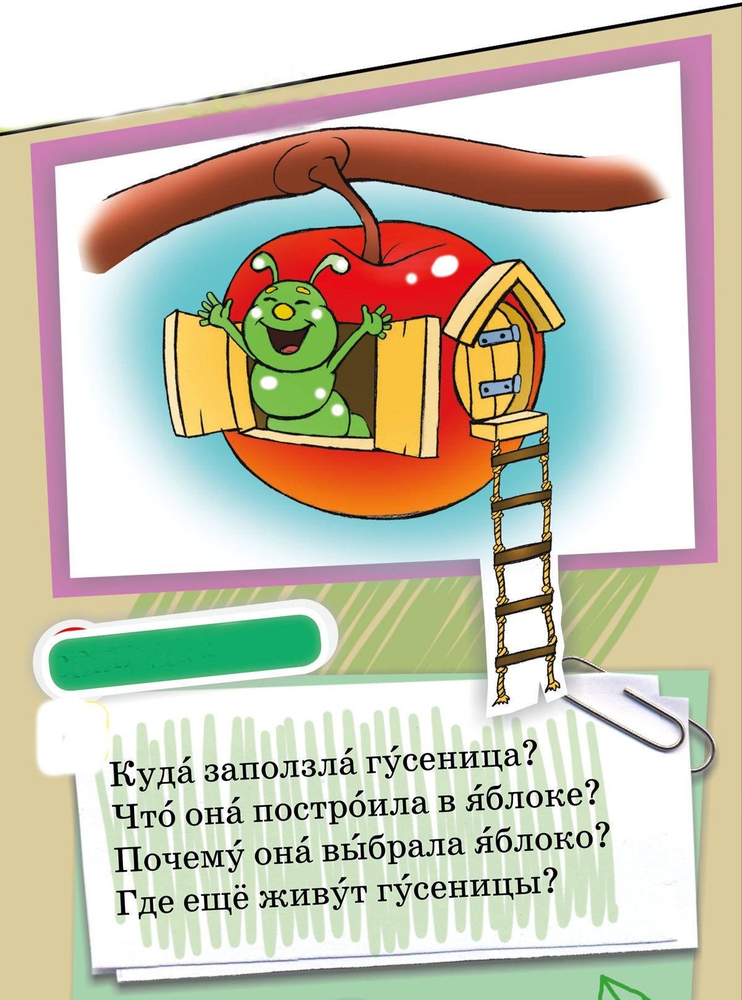 Куда́ заползла́ гу́сеница?
Что́ она́ постро́ила в я́блоке?
Почему́ она́ вы́брала я́блоко?
Где ещё живу́т гу́сеницы?